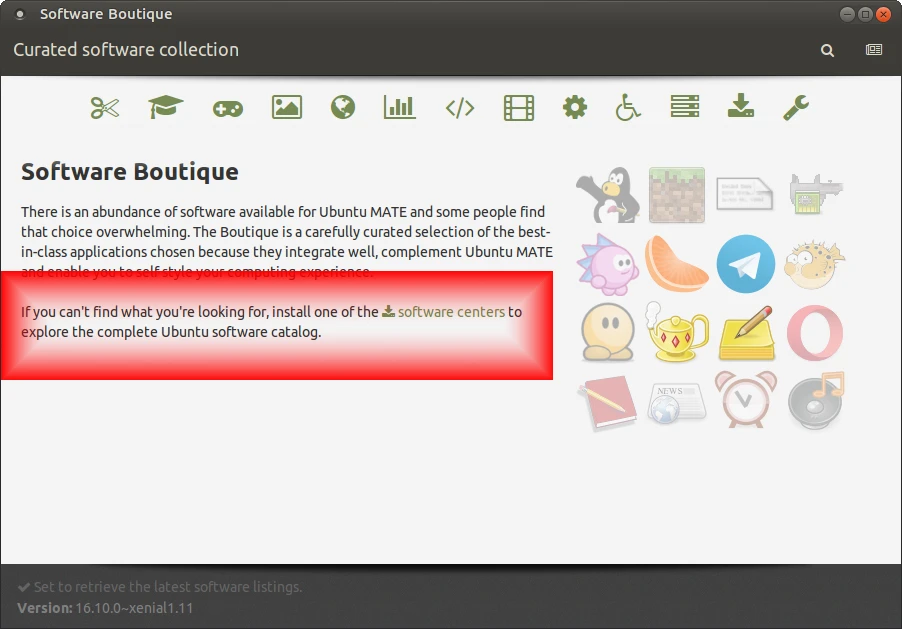 Software Boutique
Curated software collection
Software Boutique
There is an abundance of software available for Ubuntu MATE and some people find
that choice overwhelming. The Boutique is a carefully curated selection of the best-
in-class applications chosen because they integrate well, complement Ubuntu MATE
and enable you to self style your computing experience.
If you can't find what you're looking for, install one of the software centers to
explore the complete Ubuntu software catalog.
NEWS
Set to retrieve the latest software listings.
Version: 16.10.0~xenial1.11